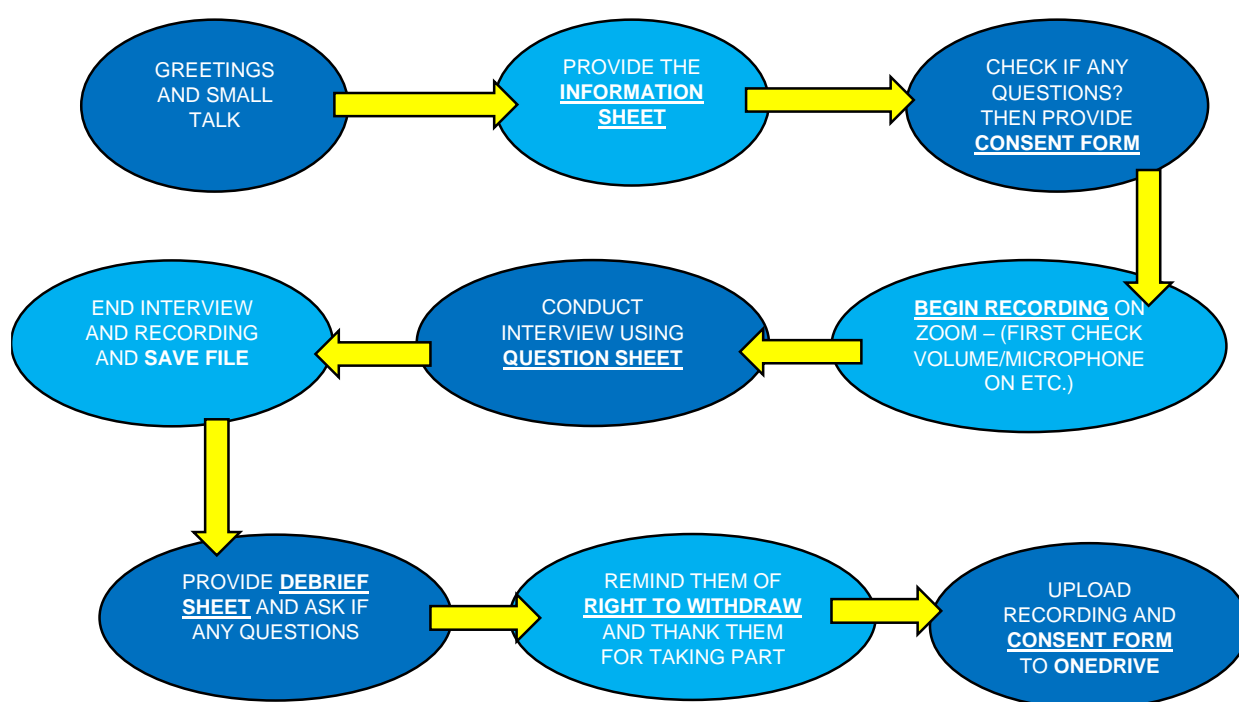 GREETINGS
AND SMALL
TALK
PROVIDE THE
INFORMATION
SHEET
CHECK IF ANY
QUESTIONS?
THEN PROVIDE
CONSENT FORM
BEGIN RECORDING ON
ZOOM – (FIRST CHECK
VOLUME/MICROPHONE
ON ETC.)
CONDUCT
INTERVIEW USING
QUESTION SHEET
END INTERVIEW
AND RECORDING
AND SAVE FILE
PROVIDE DEBRIEF
SHEET AND ASK IF
ANY QUESTIONS
REMIND THEM OF
RIGHT TO WITHDRAW
AND THANK THEM
FOR TAKING PART
UPLOAD
RECORDING AND
CONSENT FORM
TO ONEDRIVE